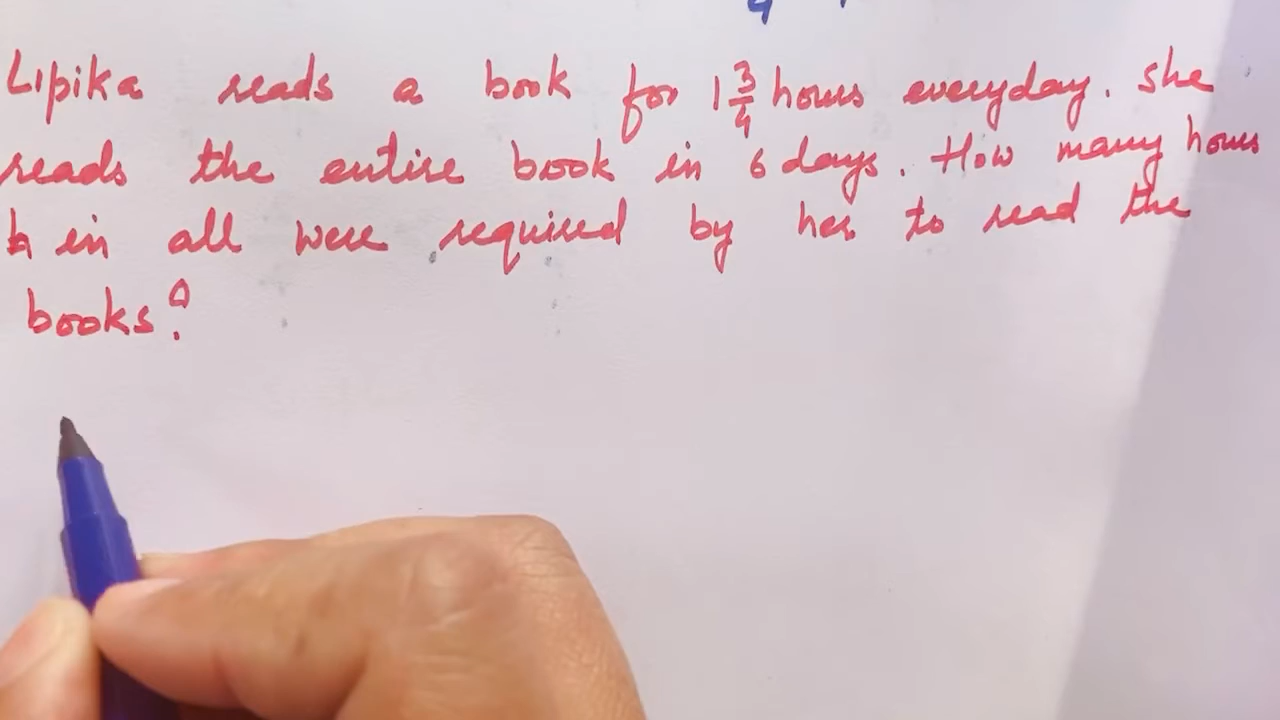 Lipika reads a book for 1 3/4 hours everyday. She
reads the entire book in 6 days. How many hours
h in all were required by her to read the
books?